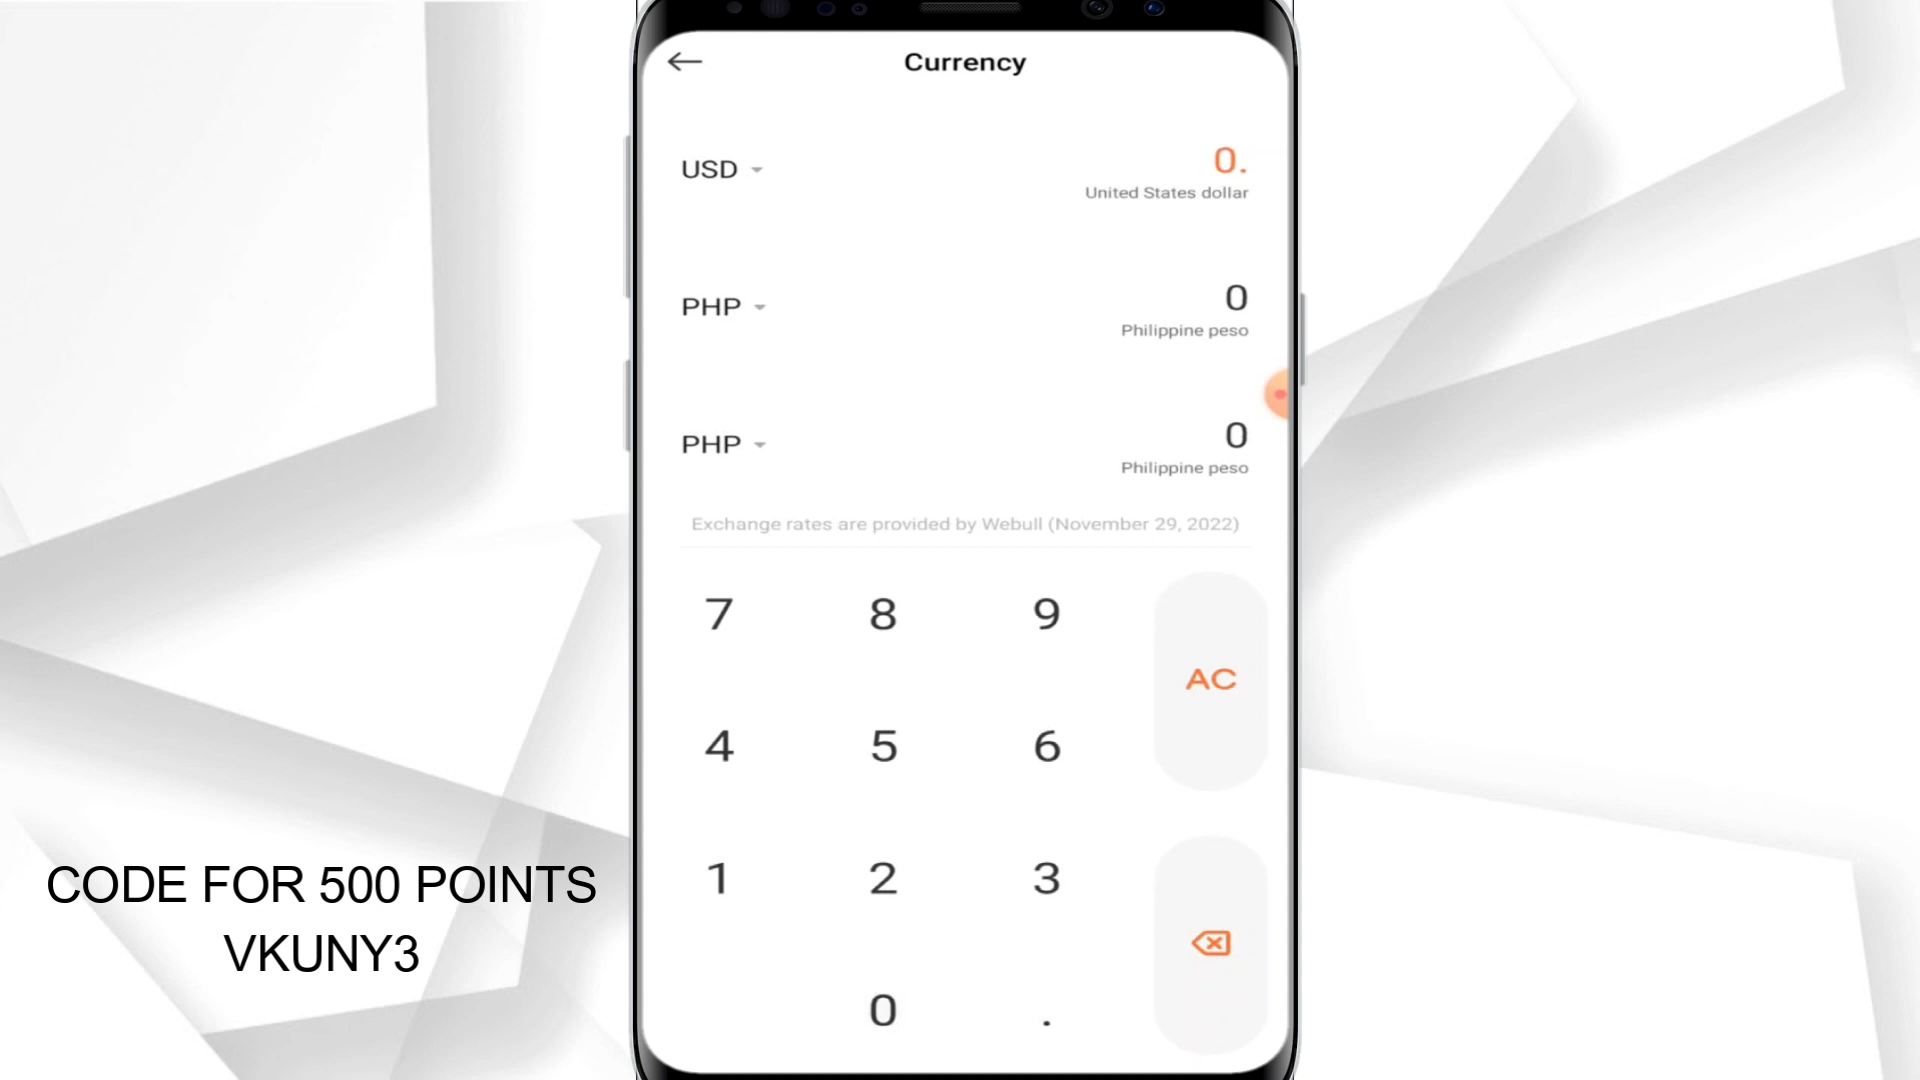 Currency
USD
0.
United States dollar
PHP
0
Philippine peso
PHP
0
Philippine peso
Exchange rates are provided by Webull (November 29, 2022)
7 8 9
AC
4 5 6
1 2 3
0 .
CODE FOR 500 POINTS
VKUNY3